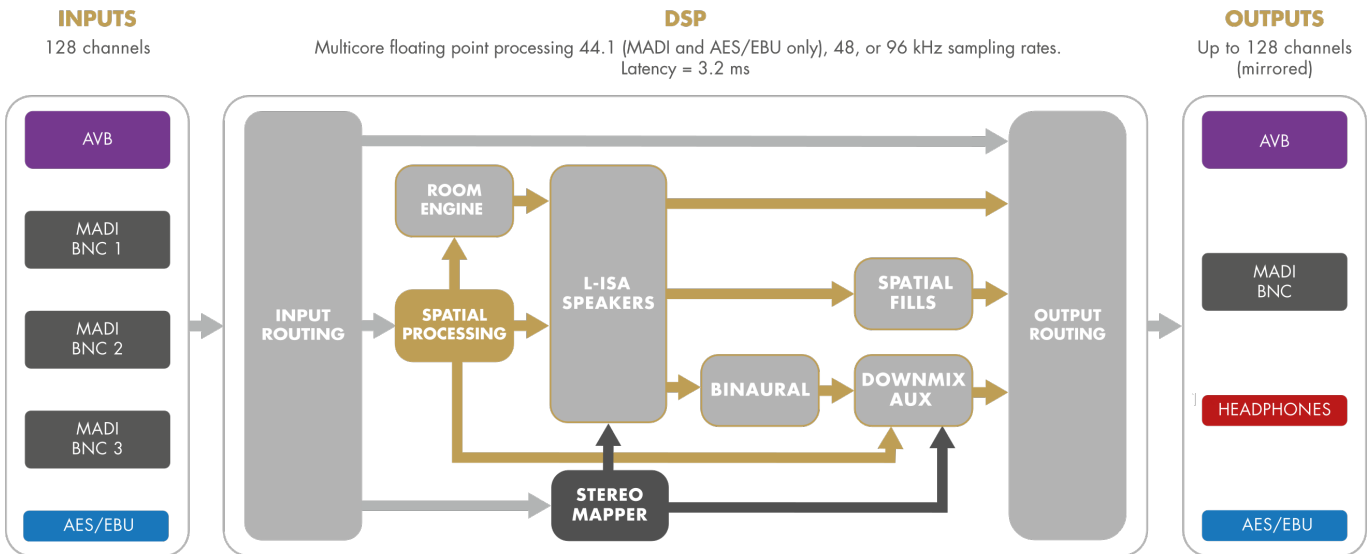 INPUTS
128 channels
DSP
Multicore floating point processing 44.1 (MADI and AES/EBU only), 48, or 96 kHz sampling rates.
Latency = 3.2 ms
OUTPUTS
Up to 128 channels
(mirrored)
AVB
MADI
BNC 1
MADI
BNC 2
MADI
BNC 3
AES/EBU
INPUT
ROUTING
ROOM
ENGINE
SPATIAL
PROCESSING
L-ISA
SPEAKERS
SPATIAL
FILLS
BINAURAL
DOWNMIX
AUX
STEREO
MAPPER
OUTPUT
ROUTING
AVB
MADI
BNC
HEADPHONES
AES/EBU